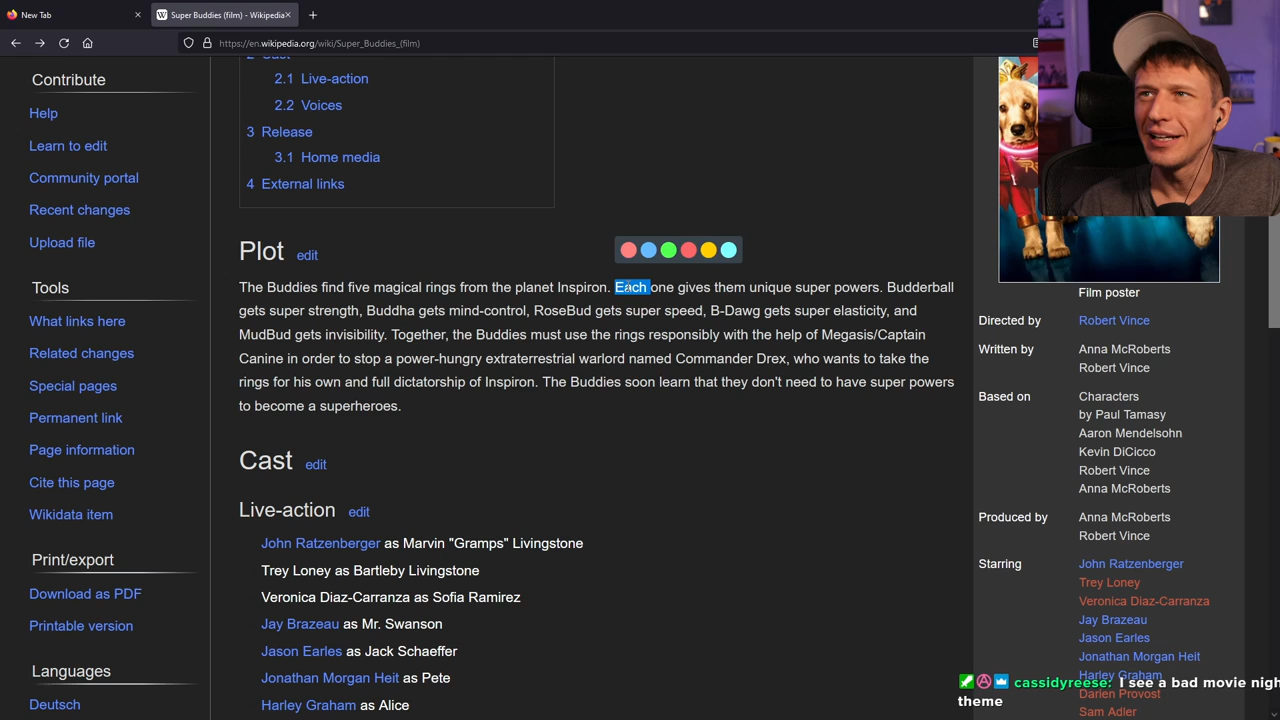 New Tab
Super Buddies (film) - Wikipedia
https://en.wikipedia.org/wiki/Super_Buddies_(film)
Contribute
Help
Learn to edit
Community portal
Recent changes
Upload file
Tools
What links here
Related changes
Special pages
Permanent link
Page information
Cite this page
Wikidata item
Print/export
Download as PDF
Printable version
Languages
Deutsch
2 Cast
2.1 Live-action
2.2 Voices
3 Release
3.1 Home media
4 External links
Plot edit
The Buddies find five magical rings from the planet Inspiron. Each one gives them unique super powers. Budderball
gets super strength, Buddha gets mind-control, RoseBud gets super speed, B-Dawg gets super elasticity, and
MudBud gets invisibility. Together, the Buddies must use the rings responsibly with the help of Megasis/Captain
Canine in order to stop a power-hungry extraterrestrial warlord named Commander Drex, who wants to take the
rings for his own and full dictatorship of Inspiron. The Buddies soon learn that they don't need to have super powers
to become a superheroes.
Cast edit
Live-action edit
John Ratzenberger as Marvin "Gramps" Livingstone
Trey Loney as Bartleby Livingstone
Veronica Diaz-Carranza as Sofia Ramirez
Jay Brazeau as Mr. Swanson
Jason Earles as Jack Schaeffer
Jonathan Morgan Heit as Pete
Harley Graham as Alice
Film poster
Directed by Robert Vince
Written by Anna McRoberts
Robert Vince
Based on Characters
by Paul Tamasy
Aaron Mendelsohn
Kevin DiCicco
Robert Vince
Anna McRoberts
Produced by Anna McRoberts
Robert Vince
Starring John Ratzenberger
Trey Loney
Veronica Diaz-Carranza
Jay Brazeau
Jason Earles
Jonathan Morgan Heit
Harley Graham
Darien Provost
Sam Adler
cassidyreese: I see a bad movie nigh
theme